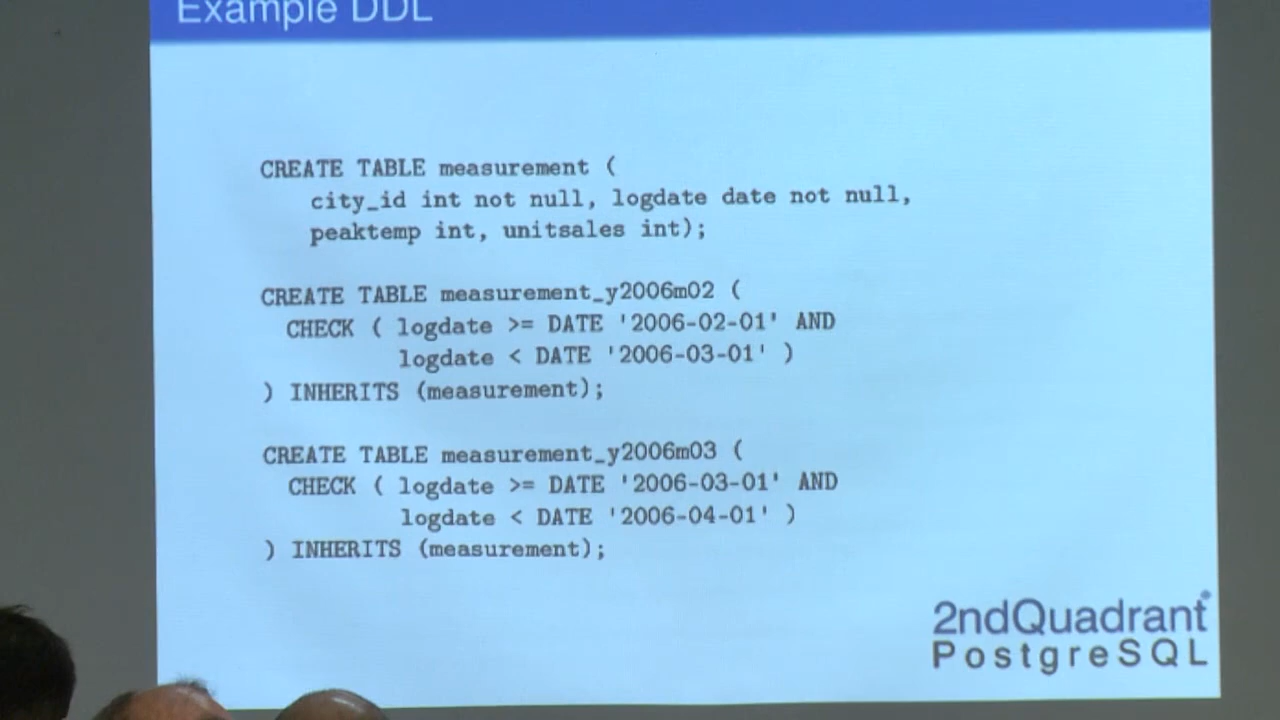 Example DDL
CREATE TABLE measurement (
    city_id int not null, logdate date not null,
    peaktemp int, unitsales int);
CREATE TABLE measurement_y2006m02 (
  CHECK ( logdate >= DATE '2006-02-01' AND
          logdate < DATE '2006-03-01' )
) INHERITS (measurement);
CREATE TABLE measurement_y2006m03 (
  CHECK ( logdate >= DATE '2006-03-01' AND
          logdate < DATE '2006-04-01' )
) INHERITS (measurement);
2ndQuadrant®
PostgreSQL